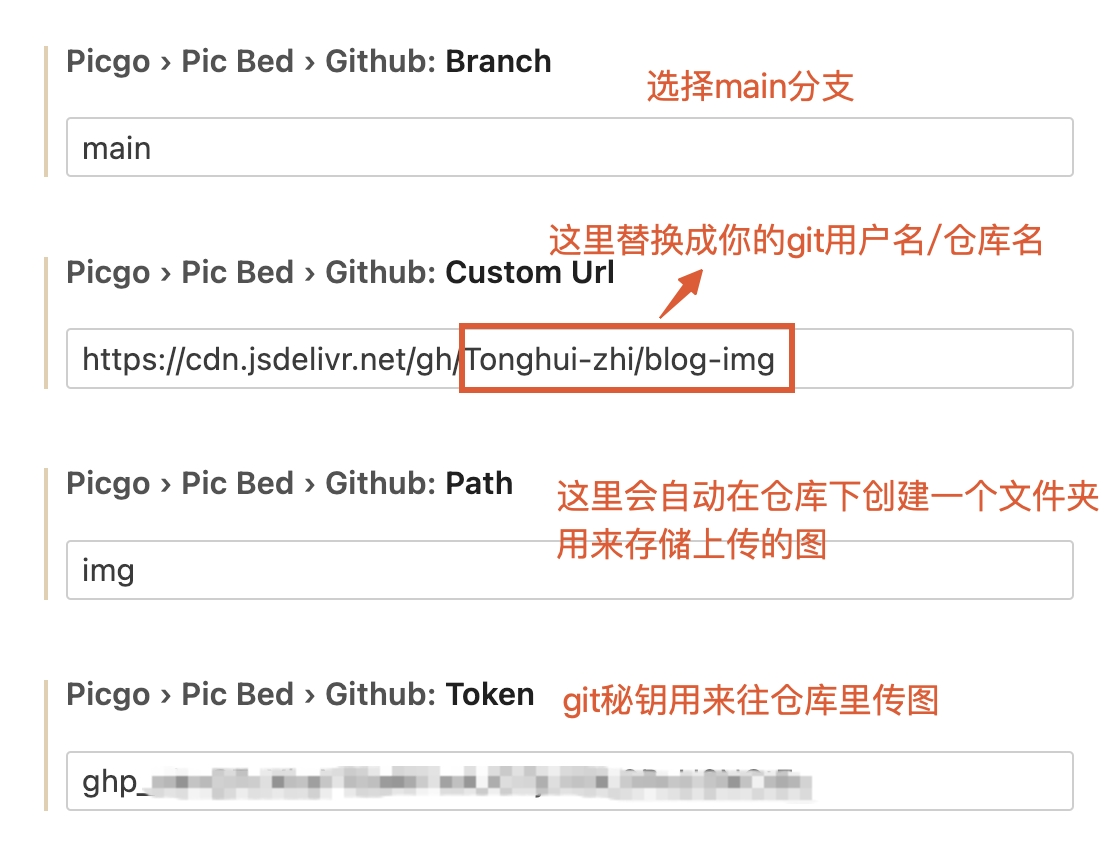 Picgo › Pic Bed › Github: Branch
选择main分支
main
这里替换成你的git用户名/仓库名
Picgo › Pic Bed › Github: Custom Url
https://cdn.jsdelivr.net/gh/Tonghui-zhi/blog-img
Picgo › Pic Bed › Github: Path
这里会自动在仓库下创建一个文件夹
用来存储上传的图
img
Picgo › Pic Bed › Github: Token
git秘钥用来往仓库里传图
ghp_